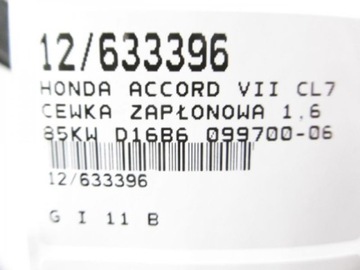 12/633396
HONDA ACCORD VII CL7
CEWKA ZAPŁONOWA 1,6
85KW D16B6 099700-06
12/633396
G I 11 B